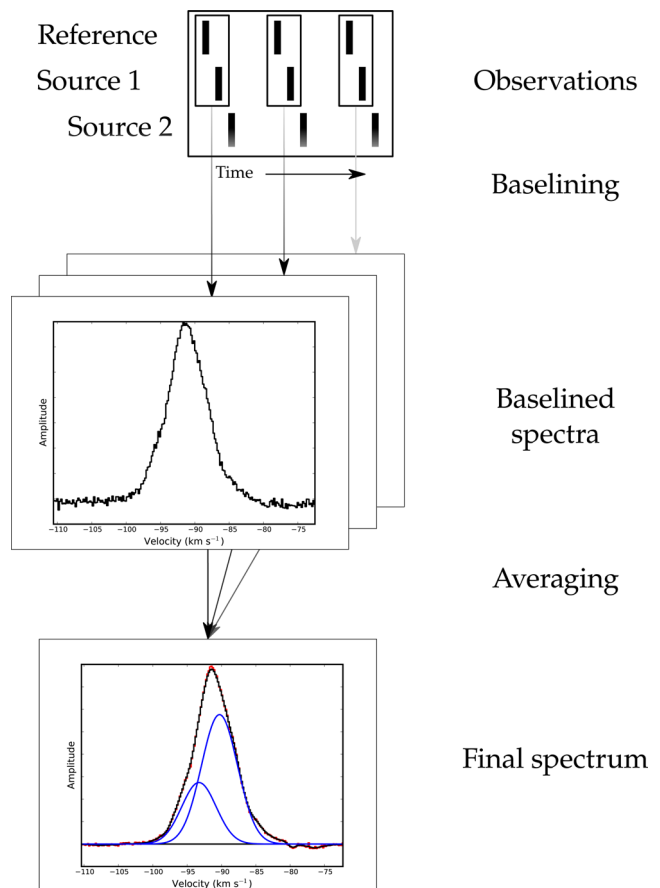 Reference
Source 1
Source 2
Observations
Time
Baselining
Amplitude
−110 −105 −100 −95 −90 −85 −80 −75
Velocity (km s⁻¹)
Baselined
spectra
Averaging
Amplitude
−110 −105 −100 −95 −90 −85 −80 −75
Velocity (km s⁻¹)
Final spectrum